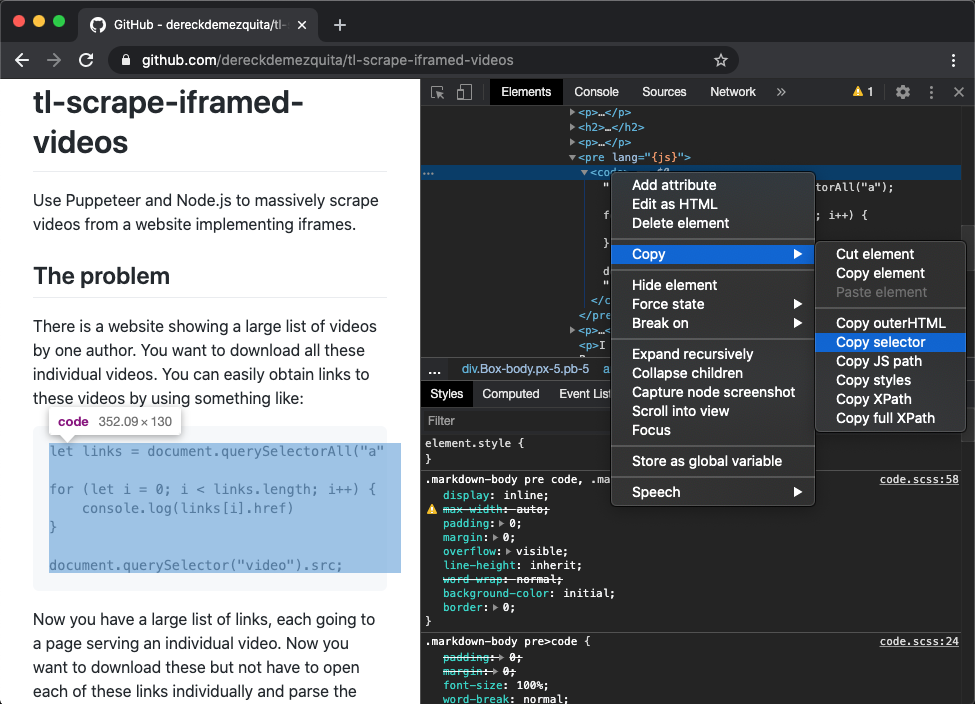 GitHub - dereckdemezquita/tl-
github.com/dereckdemezquita/tl-scrape-iframed-videos
tl-scrape-iframed-
videos
Use Puppeteer and Node.js to massively scrape
videos from a website implementing iframes.
The problem
There is a website showing a large list of videos
by one author. You want to download all these
individual videos. You can easily obtain links to
these videos by using something like:
code 352.09 × 130
let links = document.querySelectorAll("a"
for (let i = 0; i < links.length; i++) {
console.log(links[i].href)
}
document.querySelector("video").src;
Now you have a large list of links, each going to
a page serving an individual video. Now you
want to download these but not have to open
each of these links individually and parse the
Elements Console Sources Network » 1
<p>…</p>
<h2>…</h2>
<p>…</p>
<pre lang="{js}">
<code>
"
orAll("a");
f
; i++) {
}
d
"
</c
</pre
<p>…<
<p>I
… div.Box-body.px-5.pb-5
Styles Computed Event List
Filter
element.style {
}
.markdown-body pre code, .ma
code.scss:58
display: inline;
max-width: auto;
padding: 0;
margin: 0;
overflow: visible;
line-height: inherit;
word-wrap: normal;
background-color: initial;
border: 0;
}
.markdown-body pre>code {
code.scss:24
padding: 0;
margin: 0;
font-size: 100%;
word-break: normal;
Add attribute
Edit as HTML
Delete element
Copy
Hide element
Force state
Break on
Expand recursively
Collapse children
Capture node screenshot
Scroll into view
Focus
Store as global variable
Speech
Cut element
Copy element
Paste element
Copy outerHTML
Copy selector
Copy JS path
Copy styles
Copy XPath
Copy full XPath